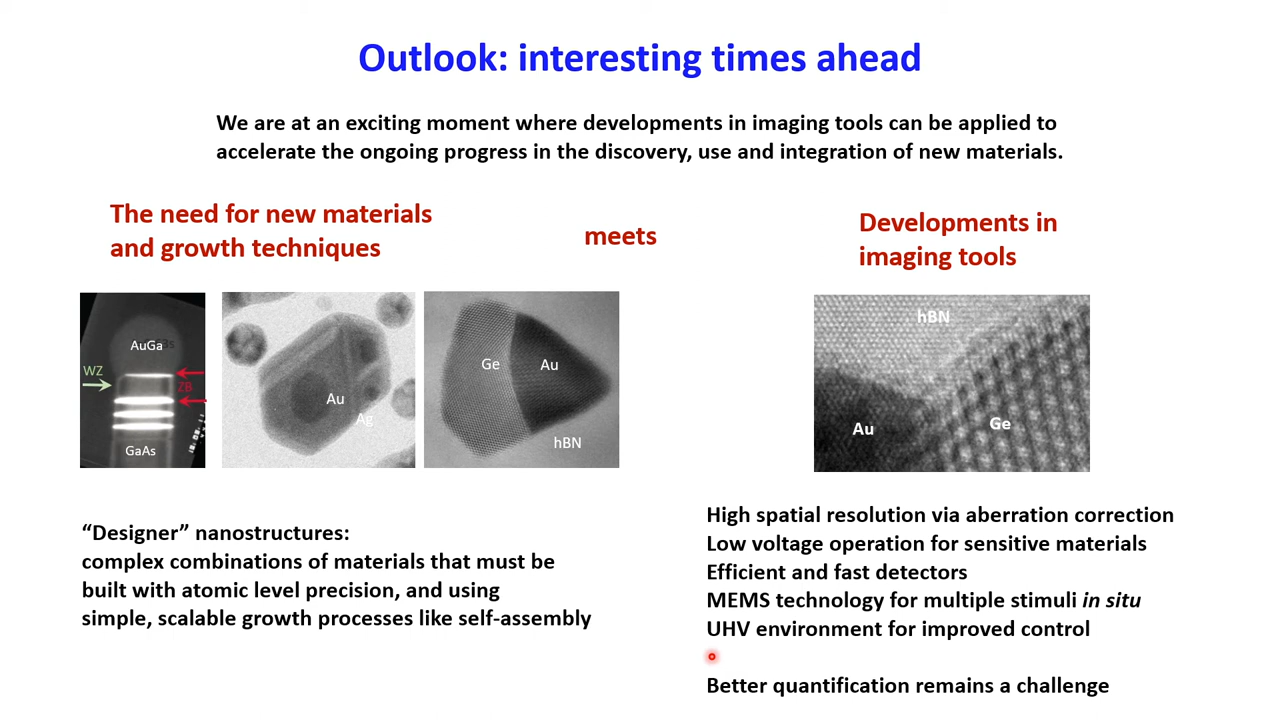 Outlook: interesting times ahead
We are at an exciting moment where developments in imaging tools can be applied to
accelerate the ongoing progress in the discovery, use and integration of new materials.
The need for new materials
and growth techniques
meets
Developments in
imaging tools
AuGa
WZ
ZB
GaAs
Au
Ag
Ge
Au
hBN
hBN
Au
Ge
“Designer” nanostructures:
complex combinations of materials that must be
built with atomic level precision, and using
simple, scalable growth processes like self-assembly
High spatial resolution via aberration correction
Low voltage operation for sensitive materials
Efficient and fast detectors
MEMS technology for multiple stimuli in situ
UHV environment for improved control
Better quantification remains a challenge